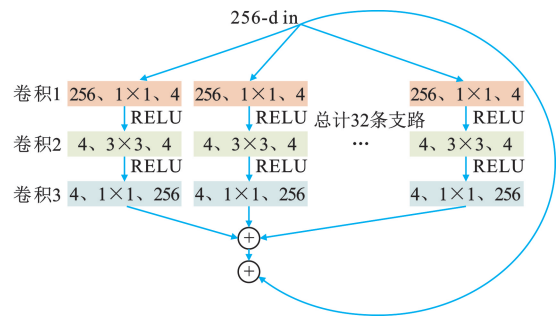 256-d in
卷积1 256、1×1、4 256、1×1、4 256、1×1、4
RELU RELU 总计32条支路 RELU
卷积2 4、3×3、4 4、3×3、4 … 4、3×3、4
RELU RELU RELU
卷积3 4、1×1、256 4、1×1、256 4、1×1、256
+
+